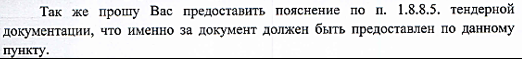 Так же прошу Вас предоставить пояснение по п. 1.8.8.5. тендерной
документации, что именно за документ должен быть предоставлен по данному
пункту.